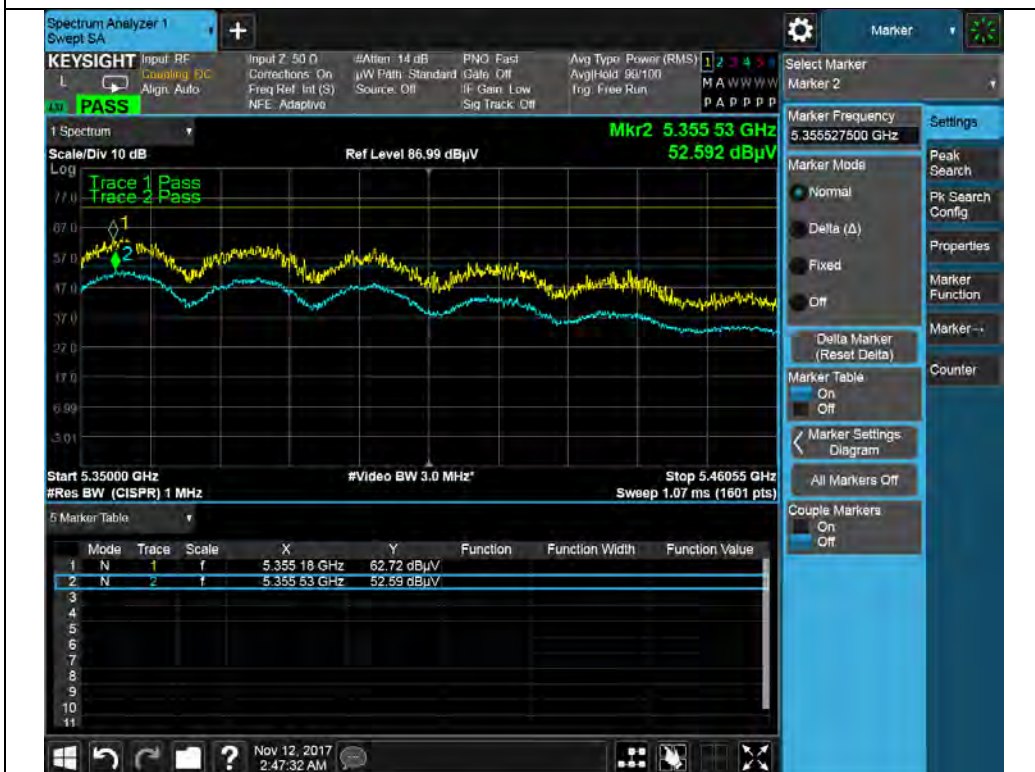 Spectrum Analyzer 1
Swept SA
+
Marker
KEYSIGHT Input: RF Input Z: 50 Ω #Atten: 14 dB PNO: Fast Avg Type: Power (RMS) 1 2 3 4 5 6
L Coupling: DC Corrections: On µW Path: Standard Gate: Off Avg|Hold: 99/100 M A W W W W
Align: Auto Freq Ref: Int (S) Source: Off IF Gain: Low Trig: Free Run
PASS NFE: Adaptive Sig Track: Off P A P P P P
Select Marker
Marker 2
1 Spectrum
Mkr2 5.355 53 GHz
Scale/Div 10 dB Ref Level 86.99 dBµV 52.592 dBµV
Log
Trace 1 Pass
Trace 2 Pass
77.0
67.0
57.0
47.0
37.0
27.0
17.0
6.99
-3.01
1
2
Start 5.35000 GHz #Video BW 3.0 MHz* Stop 5.46055 GHz
#Res BW (CISPR) 1 MHz Sweep 1.07 ms (1601 pts)
5 Marker Table
Mode Trace Scale X Y Function Function Width Function Value
1 N 1 f 5.355 18 GHz 62.72 dBµV
2 N 2 f 5.355 53 GHz 52.59 dBµV
3
4
5
6
7
8
9
10
11
Marker Frequency
5.355527500 GHz
Marker Mode
Normal
Delta (Δ)
Fixed
Off
Delta Marker
(Reset Delta)
Marker Table
On
Off
Marker Settings
Diagram
All Markers Off
Couple Markers
On
Off
Settings
Peak
Search
Pk Search
Config
Properties
Marker
Function
Marker→
Counter
? Nov 12, 2017
2:47:32 AM